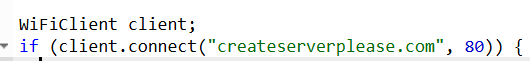 WiFiClient client;
if (client.connect("createserverplease.com", 80)) {